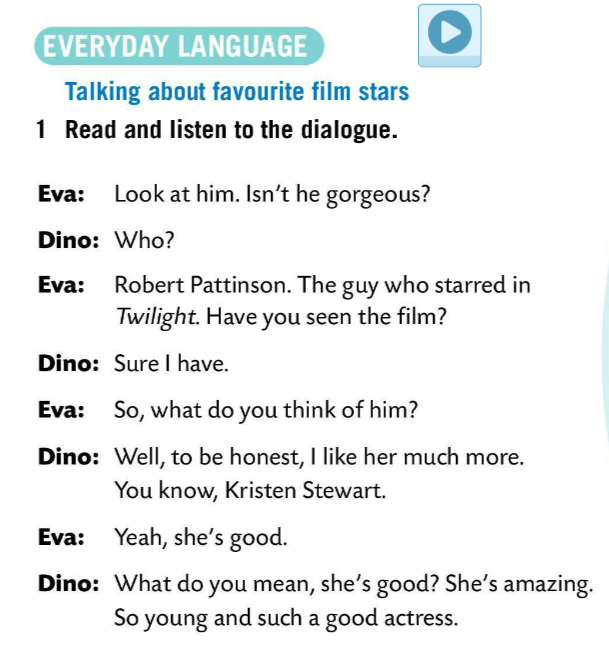 EVERYDAY LANGUAGE
Talking about favourite film stars
1 Read and listen to the dialogue.
Eva: Look at him. Isn't he gorgeous?
Dino: Who?
Eva: Robert Pattinson. The guy who starred in
Twilight. Have you seen the film?
Dino: Sure I have.
Eva: So, what do you think of him?
Dino: Well, to be honest, I like her much more.
You know, Kristen Stewart.
Eva: Yeah, she's good.
Dino: What do you mean, she's good? She's amazing.
So young and such a good actress.